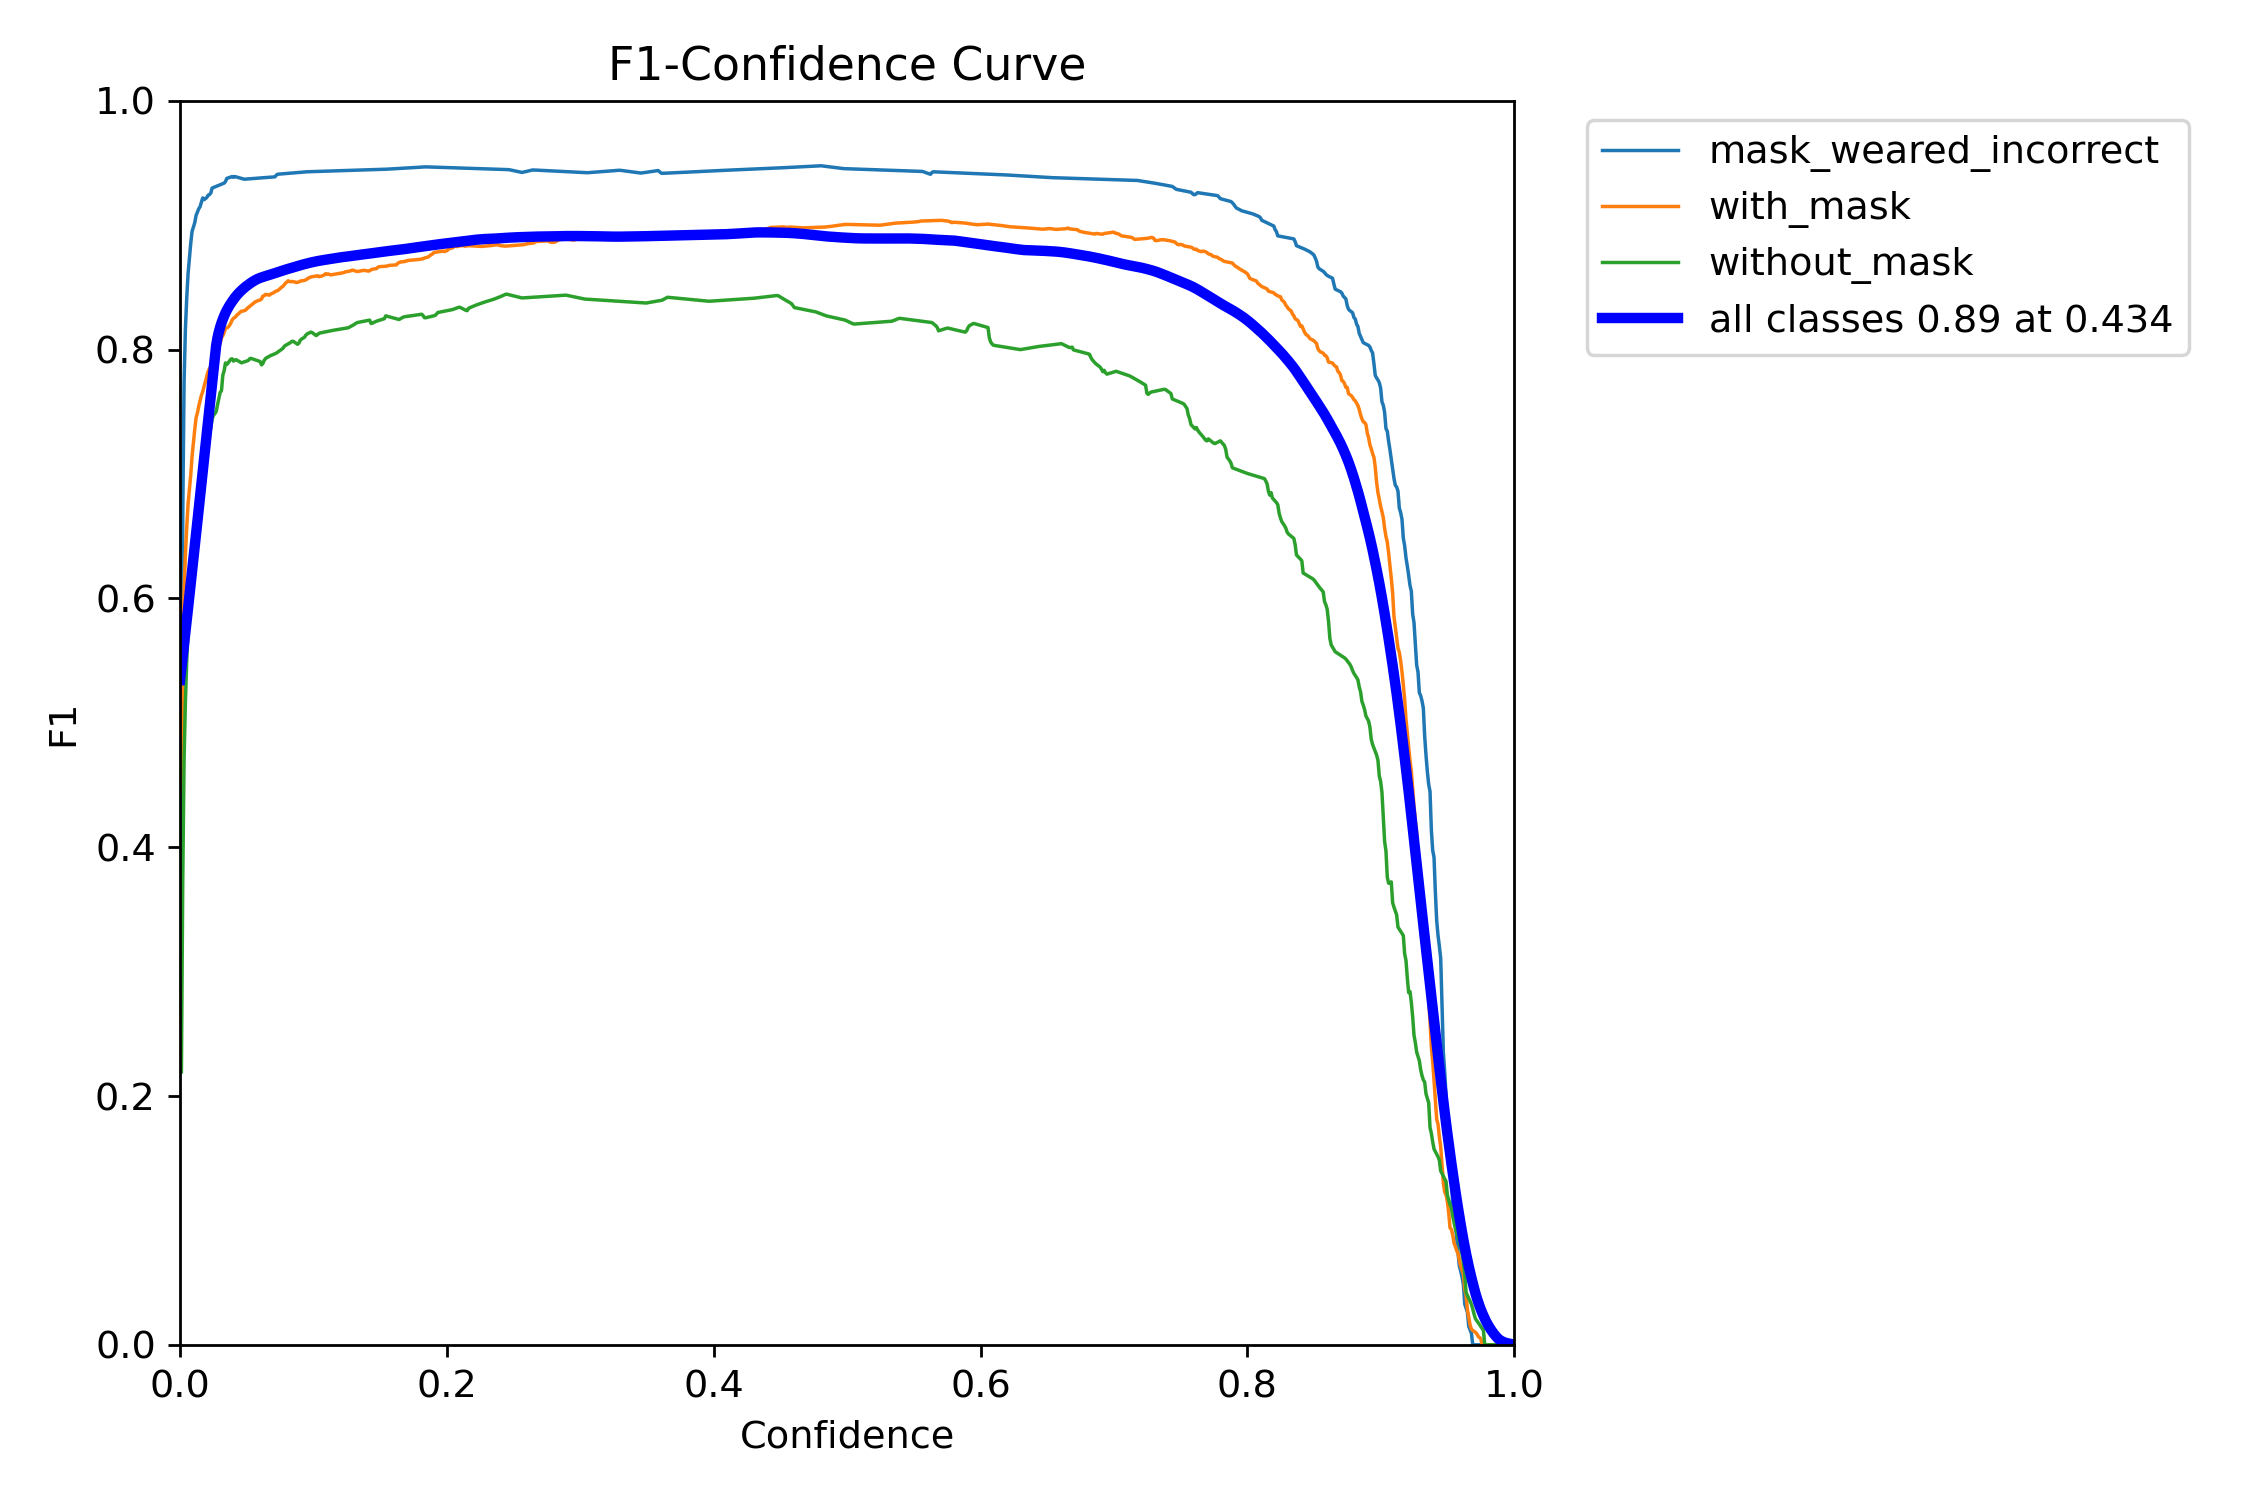 F1-Confidence Curve
1.0
0.8
0.6
0.4
0.2
0.0
F1
0.0 0.2 0.4 0.6 0.8 1.0
Confidence
mask_weared_incorrect
with_mask
without_mask
all classes 0.89 at 0.434